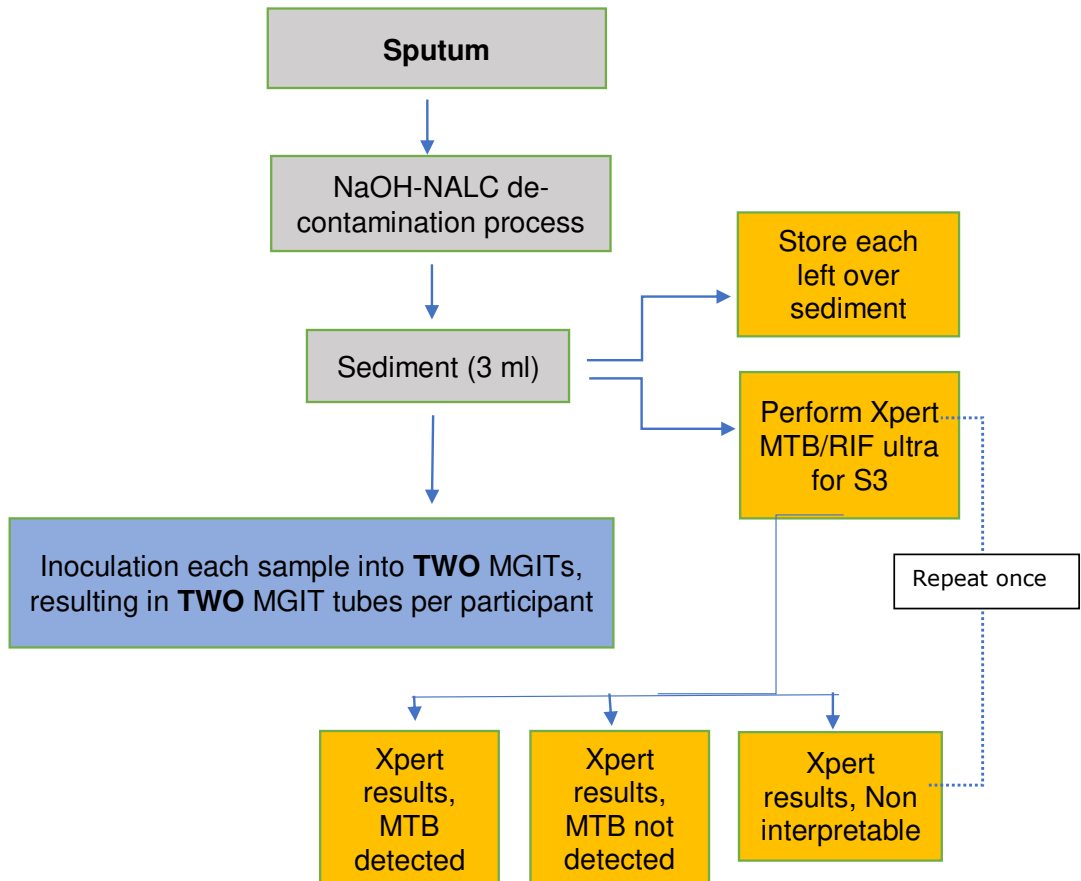 Sputum
NaOH-NALC de-
contamination process
Store each
left over
sediment
Sediment (3 ml)
Perform Xpert
MTB/RIF ultra
for S3
Inoculation each sample into TWO MGITs,
resulting in TWO MGIT tubes per participant
Repeat once
Xpert
results,
MTB
detected
Xpert
results,
MTB not
detected
Xpert
results, Non
interpretable